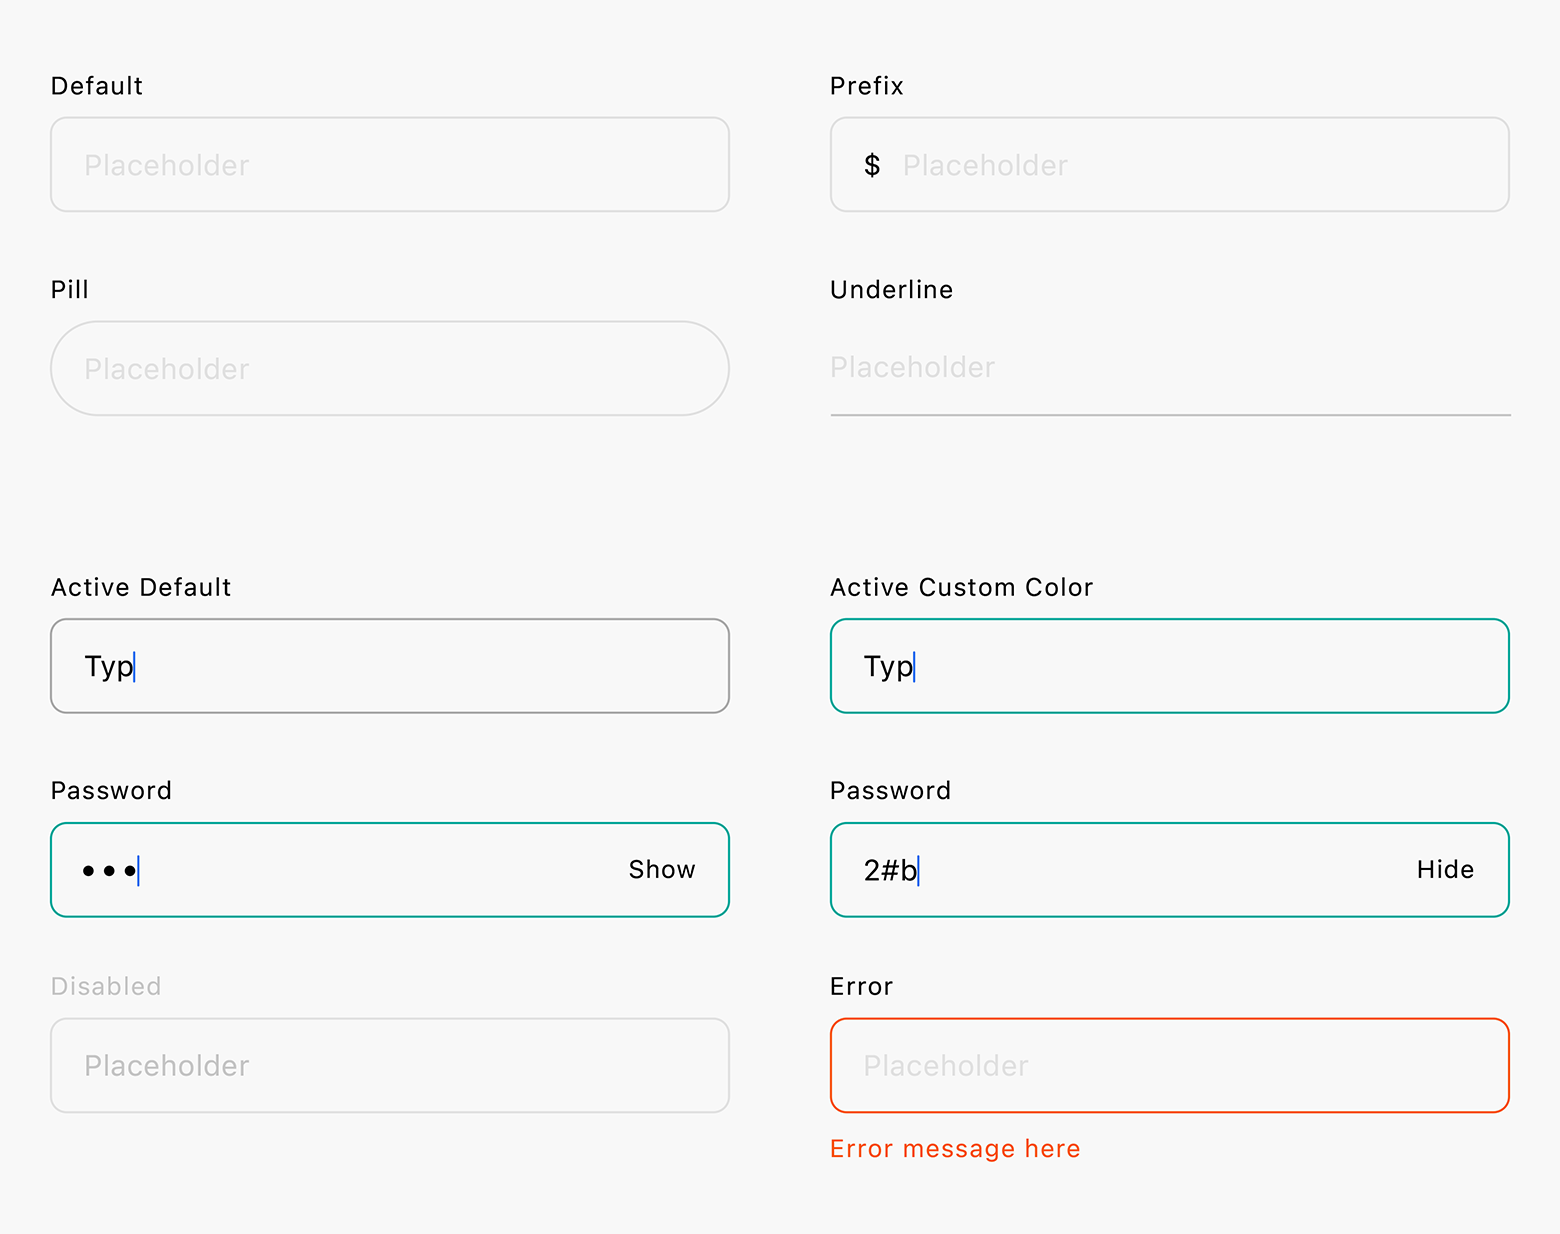 Default
Prefix
Placeholder
$ Placeholder
Pill
Underline
Placeholder
Placeholder
Active Default
Active Custom Color
Typ
Typ
Password
Password
•••
Show
2#b
Hide
Disabled
Error
Placeholder
Placeholder
Error message here